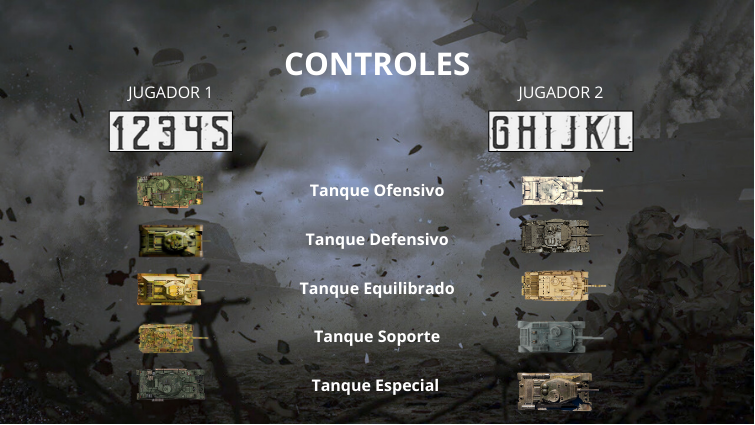 CONTROLES
JUGADOR 1
JUGADOR 2
12345
GHIJKL
Tanque Ofensivo
Tanque Defensivo
Tanque Equilibrado
Tanque Soporte
Tanque Especial